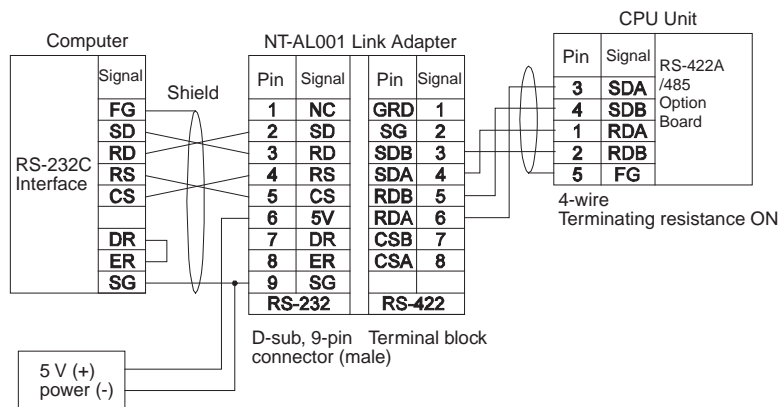 CPU Unit
Computer
NT-AL001 Link Adapter
Signal
FG
SD
RD
RS
CS
DR
ER
SG
RS-232C
Interface
Shield
Pin Signal
1 NC
2 SD
3 RD
4 RS
5 CS
6 5V
7 DR
8 ER
9 SG
RS-232
Pin Signal
GRD 1
SG 2
SDB 3
SDA 4
RDB 5
RDA 6
CSB 7
CSA 8
RS-422
Pin Signal
3 SDA
4 SDB
1 RDA
2 RDB
5 FG
RS-422A
/485
Option
Board
4-wire
Terminating resistance ON
D-sub, 9-pin
connector (male)
Terminal block
5 V (+)
power (-)